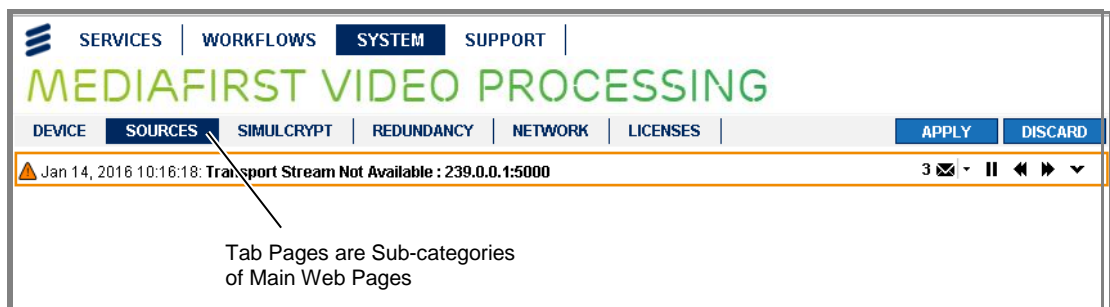 SERVICES WORKFLOWS SYSTEM SUPPORT
MEDIAFIRST VIDEO PROCESSING
DEVICE SOURCES SIMULCRYPT REDUNDANCY NETWORK LICENSES APPLY DISCARD
Jan 14, 2016 10:16:18: Transport Stream Not Available : 239.0.0.1:5000 3
Tab Pages are Sub-categories
of Main Web Pages